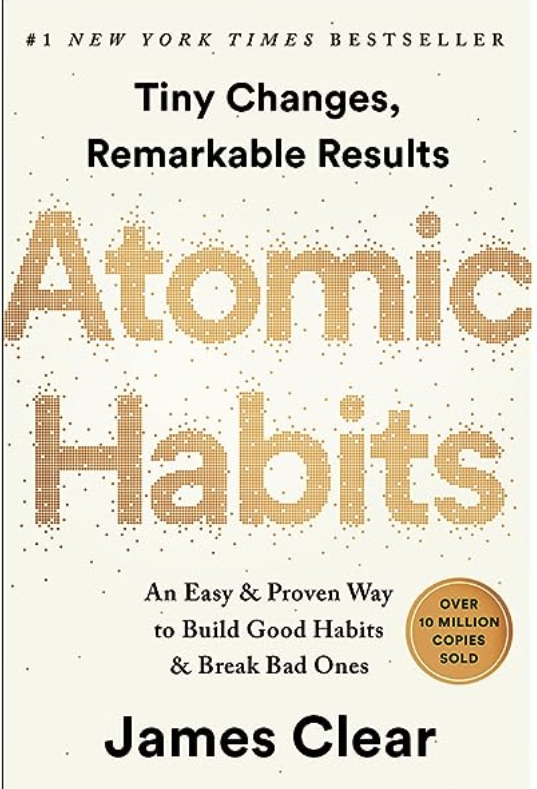 #1 NEW YORK TIMES BESTSELLER
Tiny Changes,
Remarkable Results
Atomic
Habits
An Easy & Proven Way
to Build Good Habits
& Break Bad Ones
OVER
10 MILLION
COPIES
SOLD
James Clear